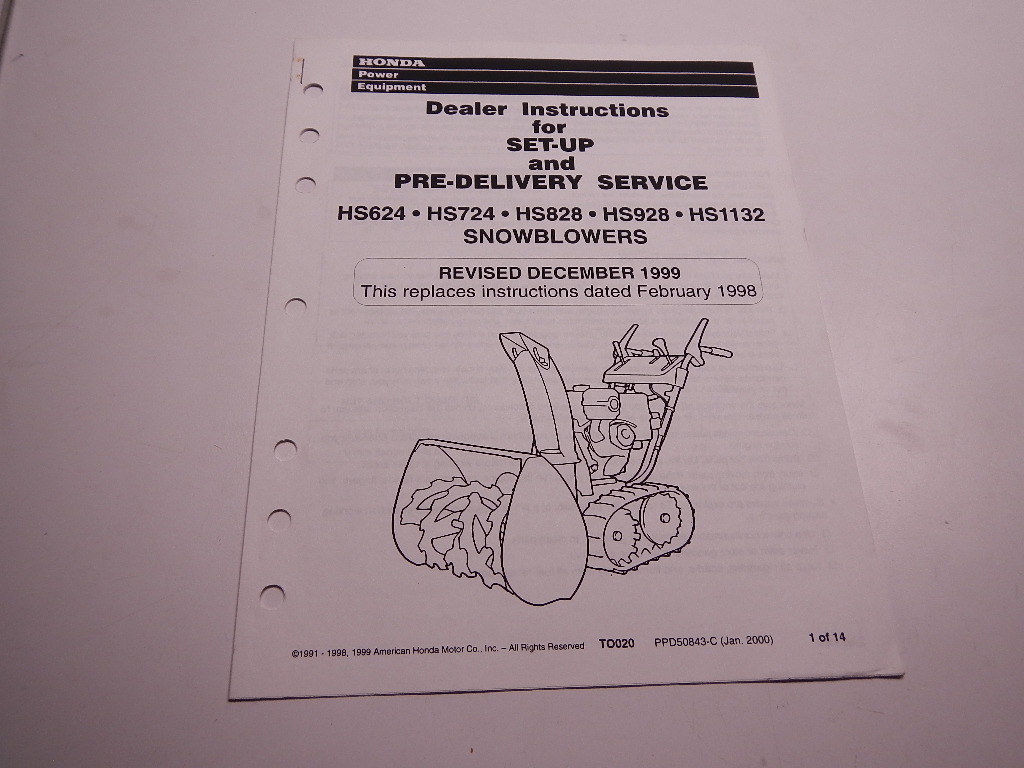 HONDA
Power
Equipment
Dealer Instructions
for
SET-UP
and
PRE-DELIVERY SERVICE
HS624 • HS724 • HS828 • HS928 • HS1132
SNOWBLOWERS
REVISED DECEMBER 1999
This replaces instructions dated February 1998
©1991 - 1998, 1999 American Honda Motor Co., Inc. – All Rights Reserved TO020 PPD50843-C (Jan. 2000) 1 of 14